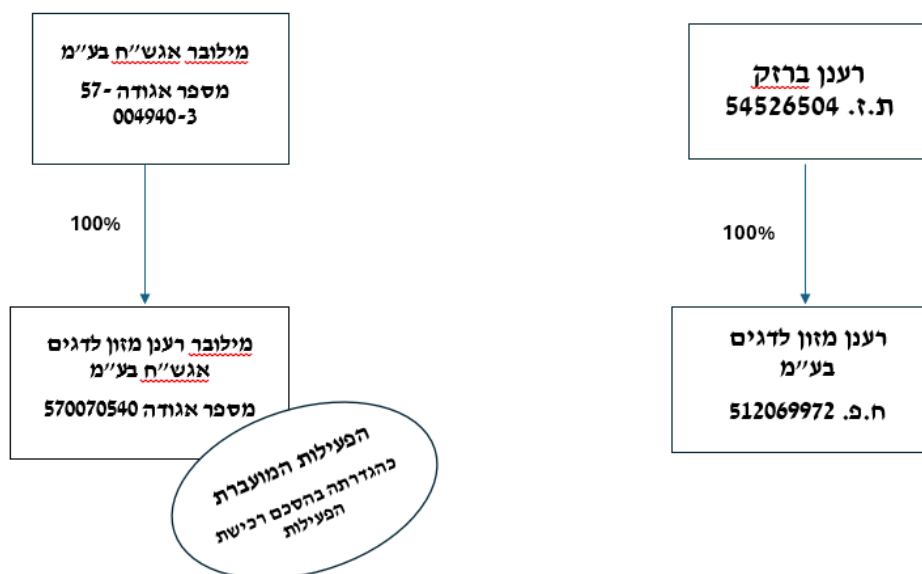 רענן ברזק
ת.ז. 54526504
100%
רענן מזון לדגים
בע״מ
ח.פ. 512069972
מילובר אגש״ח בע״מ
מספר אגודה 57-
004940-3
100%
מילובר רענן מזון לדגים
אגש״ח בע״מ
מספר אגודה 570070540
הפעילות המועברת
כהגדרתה בהסכם רכישת
הפעילות